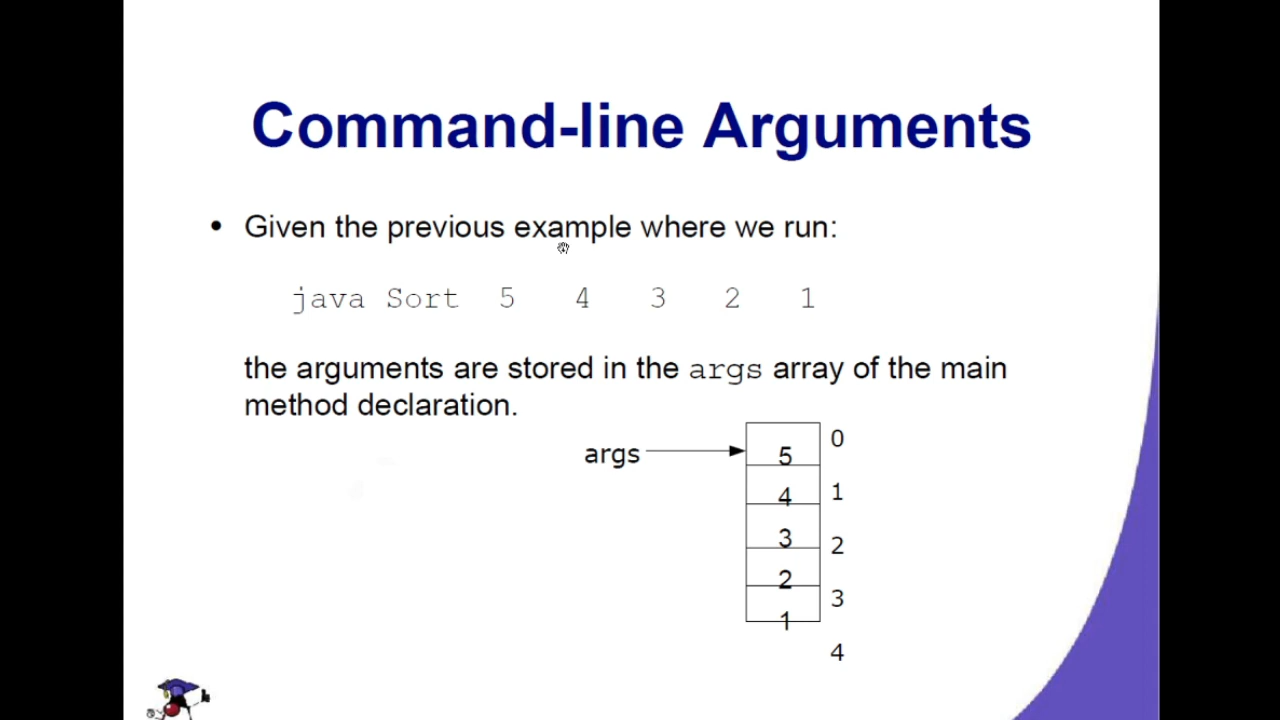 Command-line Arguments
• Given the previous example where we run:
java Sort 5 4 3 2 1
the arguments are stored in the args array of the main
method declaration.
args
5 0
4 1
3 2
2 3
1 4